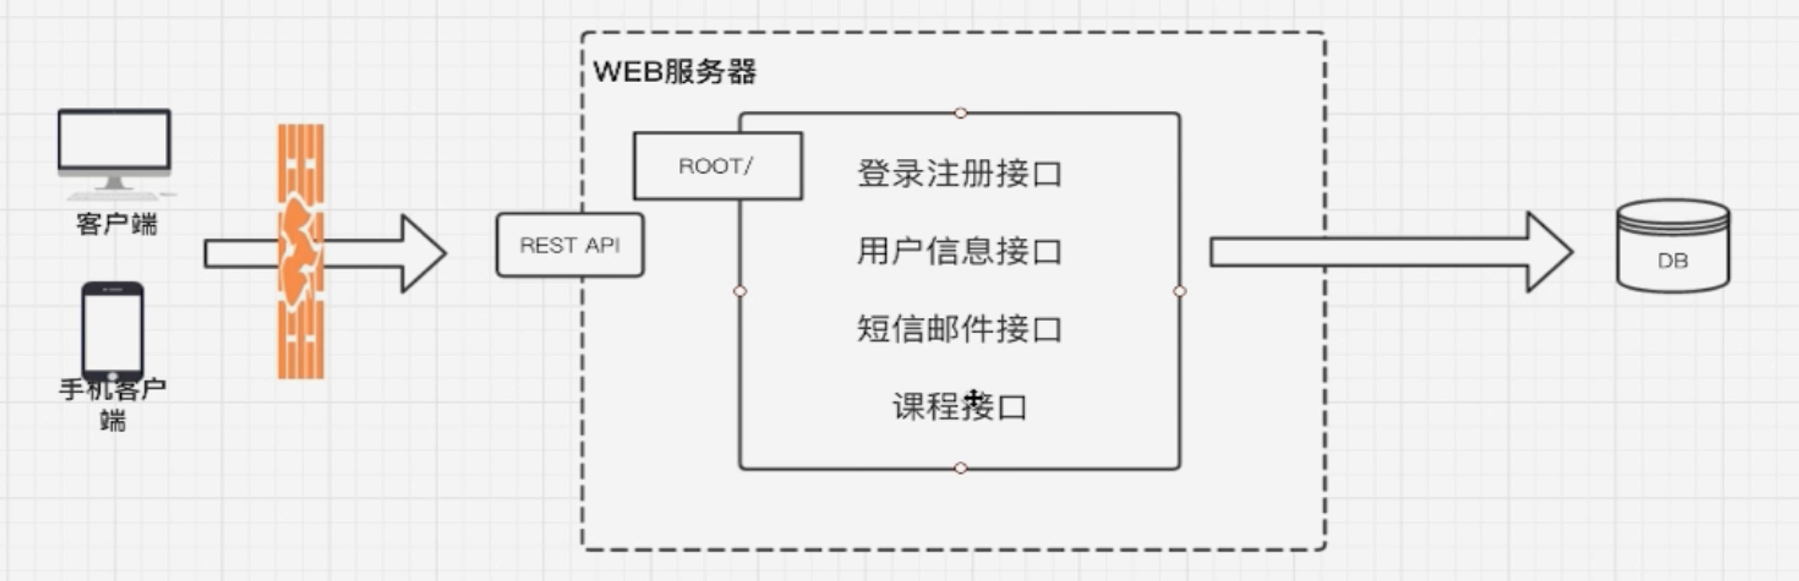 WEB服务器
ROOT/
登录注册接口
客户端
REST API
用户信息接口
DB
短信邮件接口
手机客户
端
课程接口